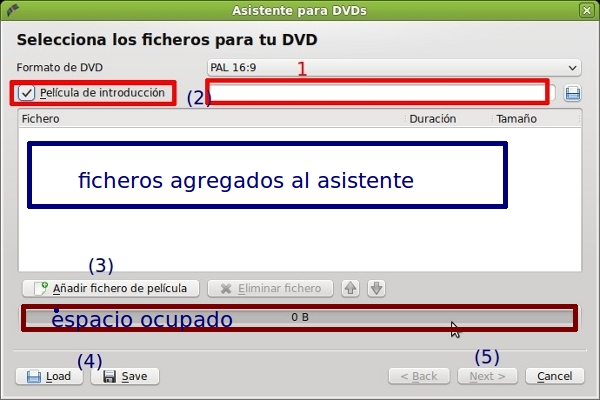 Asistente para DVDs
Selecciona los ficheros para tu DVD
Formato de DVD PAL 16:9 1
Película de introducción (2)
Fichero Duración Tamaño
ficheros agregados al asistente
(3)
Añadir fichero de película Eliminar fichero
espacio ocupado 0 B
(4) (5)
Load Save < Back Next > Cancel